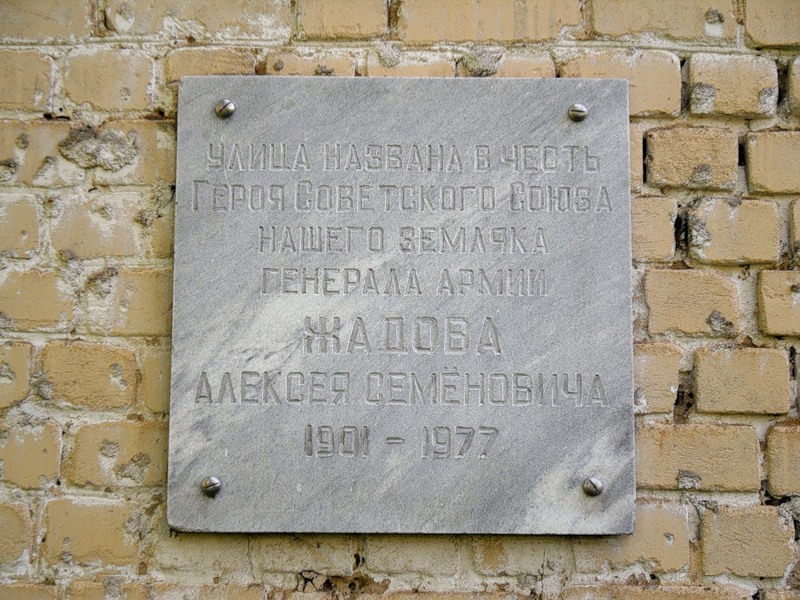 УЛИЦА НАЗВАНА В ЧЕСТЬ
ГЕРОЯ СОВЕТСКОГО СОЮЗА
НАШЕГО ЗЕМЛЯКА
ГЕНЕРАЛА АРМИИ
ЖАДОВА
АЛЕКСЕЯ СЕМЁНОВИЧА
1901 – 1977